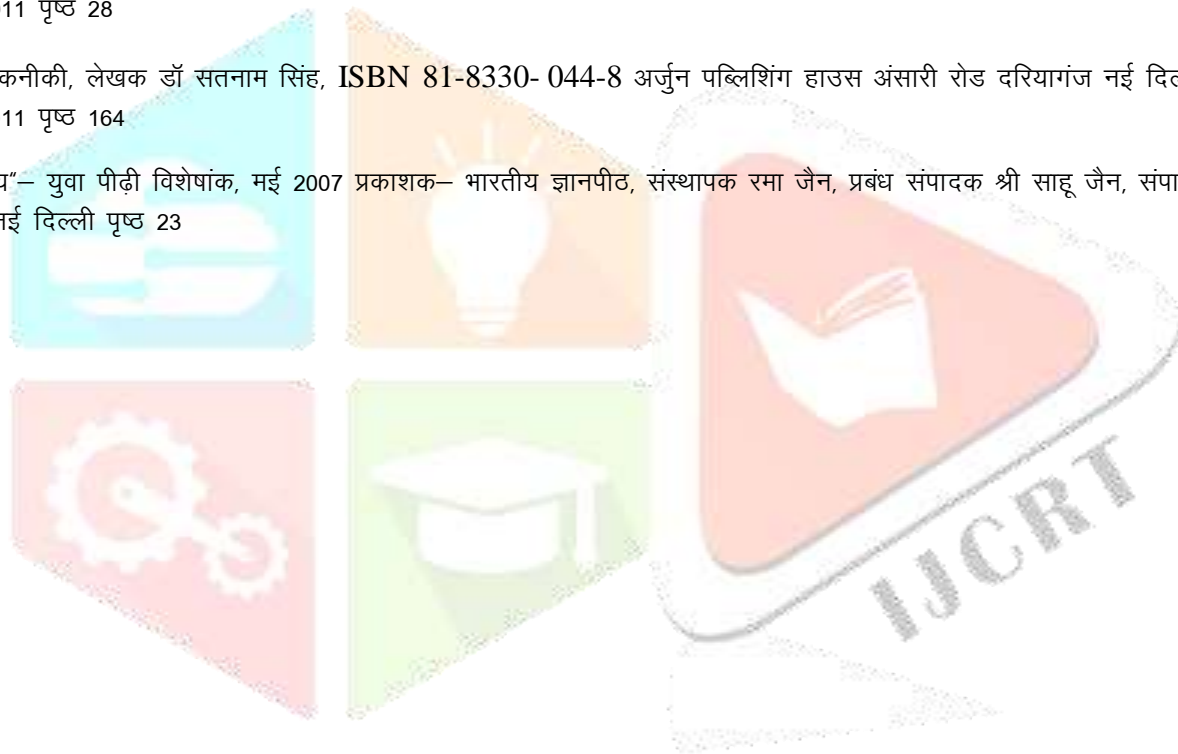 11 पृष्ठ 28
कनीकी, लेखक डॉ सतनाम सिंह, ISBN 81-8330- 044-8 अर्जुन पब्लिशिंग हाउस अंसारी रोड दरियागंज नई दिल
11 पृष्ठ 164
य"– युवा पीढ़ी विशेषांक, मई 2007 प्रकाशक– भारतीय ज्ञानपीठ, संस्थापक रमा जैन, प्रबंध संपादक श्री साहू जैन, संपा
नई दिल्ली पृष्ठ 23
IJCRT